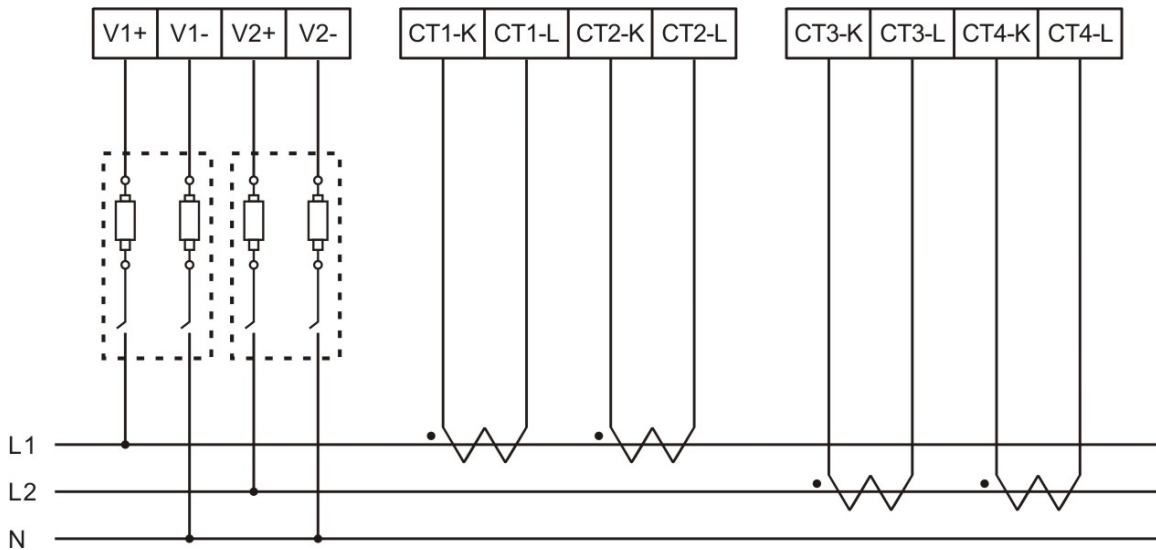 V1+ V1- V2+ V2- CT1-K CT1-L CT2-K CT2-L CT3-K CT3-L CT4-K CT4-L
L1
L2
N